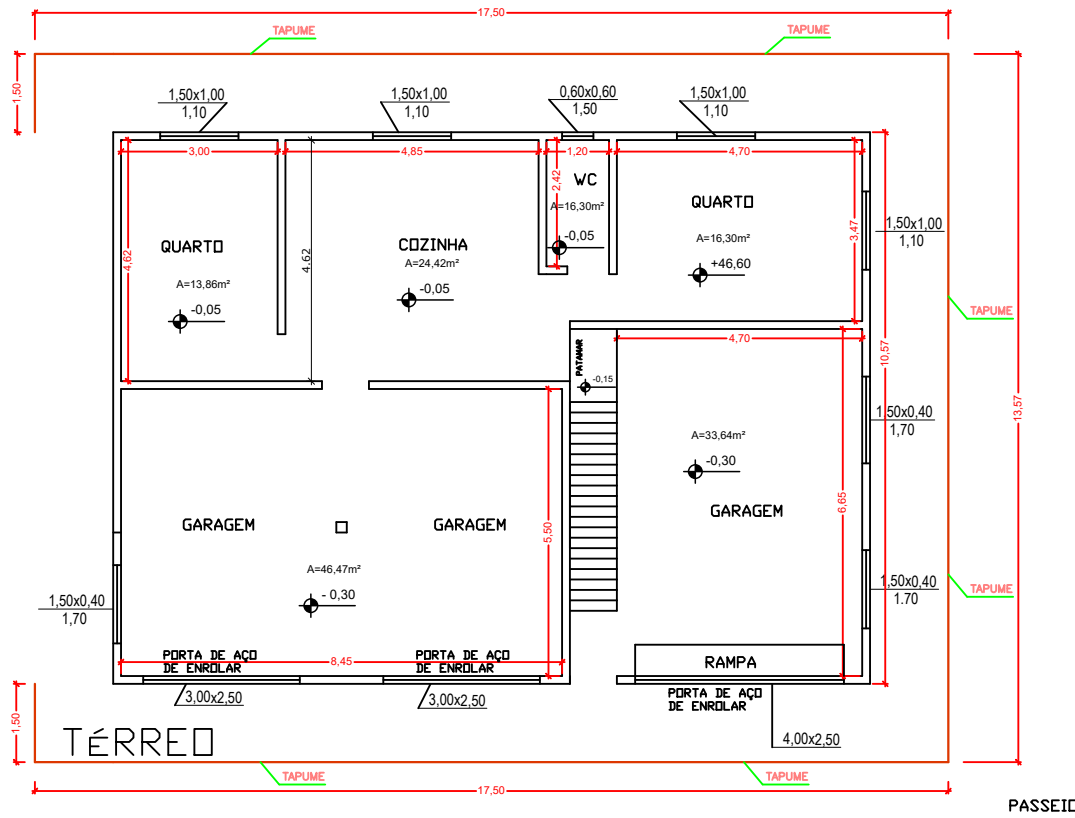 17,50
TAPUME
TAPUME
1,50
1,50x1,00
1,10
1,50x1,00
1,10
0,60x0,60
1,50
1,50x1,00
1,10
3,00
4,85
1,20
4,70
2,42
WC
A=16,30m²
-0,05
QUARTO
A=16,30m²
+46,60
3,47
1,50x1,00
1,10
4,62
QUARTO
A=13,86m²
-0,05
4,62
COZINHA
A=24,42m²
-0,05
TAPUME
PATAMAR
-0,15
4,70
10,57
13,57
1,50x0,40
1,70
A=33,64m²
-0,30
GARAGEM
6,65
GARAGEM
GARAGEM
5,50
A=46,47m²
- 0,30
1,50x0,40
1,70
1,50x0,40
1.70
TAPUME
PORTA DE AÇO
DE ENROLAR
8,45
PORTA DE AÇO
DE ENROLAR
RAMPA
3,00x2,50
3,00x2,50
PORTA DE AÇO
DE ENROLAR
4,00x2,50
1,50
TéRREO
TAPUME
TAPUME
17,50
PASSEIO